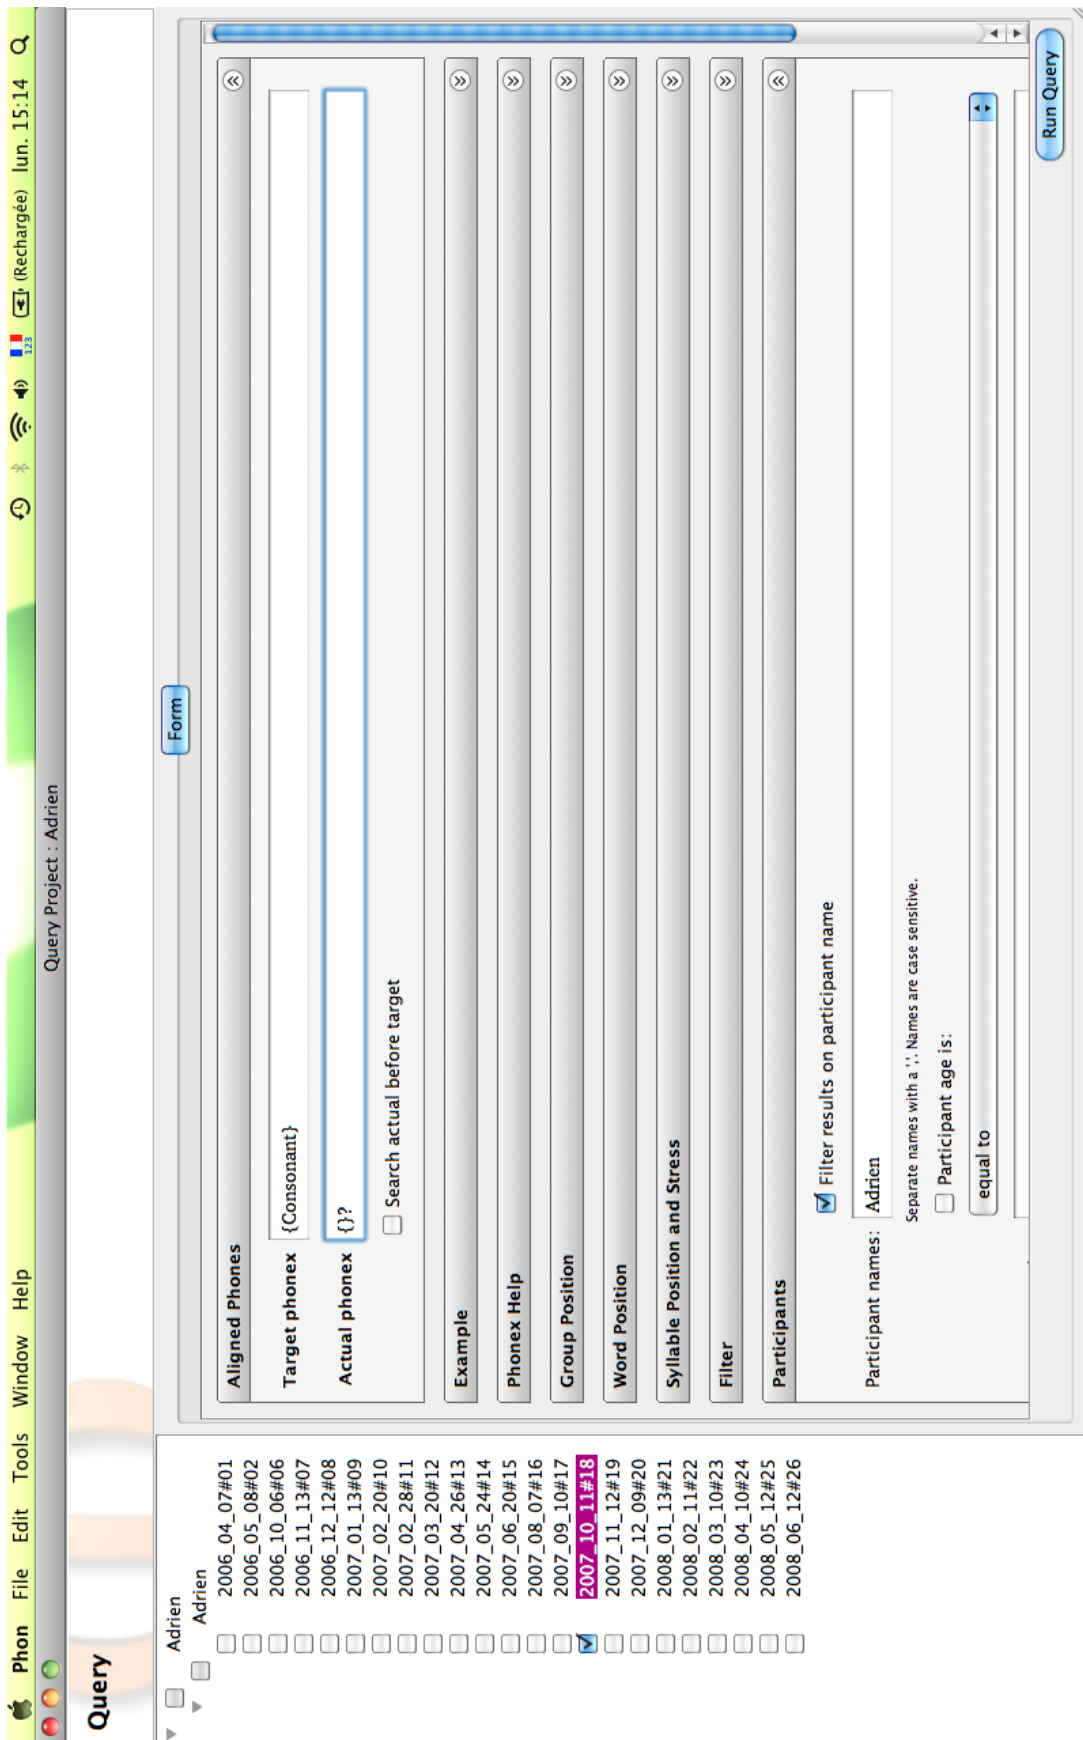 Phon File Edit Tools Window Help 123 (Rechargée) lun. 15:14
Query Project : Adrien
Query
Adrien
Adrien
2006_04_07#01
2006_05_08#02
2006_10_06#06
2006_11_13#07
2006_12_12#08
2007_01_13#09
2007_02_20#10
2007_02_28#11
2007_03_20#12
2007_04_26#13
2007_05_24#14
2007_06_20#15
2007_08_07#16
2007_09_10#17
2007_10_11#18
2007_11_12#19
2007_12_09#20
2008_01_13#21
2008_02_11#22
2008_03_10#23
2008_04_10#24
2008_05_12#25
2008_06_12#26
Form
Aligned Phones
Target phonex {Consonant}
Actual phonex {}?
Search actual before target
Example
Phonex Help
Group Position
Word Position
Syllable Position and Stress
Filter
Participants
Filter results on participant name
Participant names: Adrien
Separate names with a ','. Names are case sensitive.
Participant age is:
equal to
Run Query